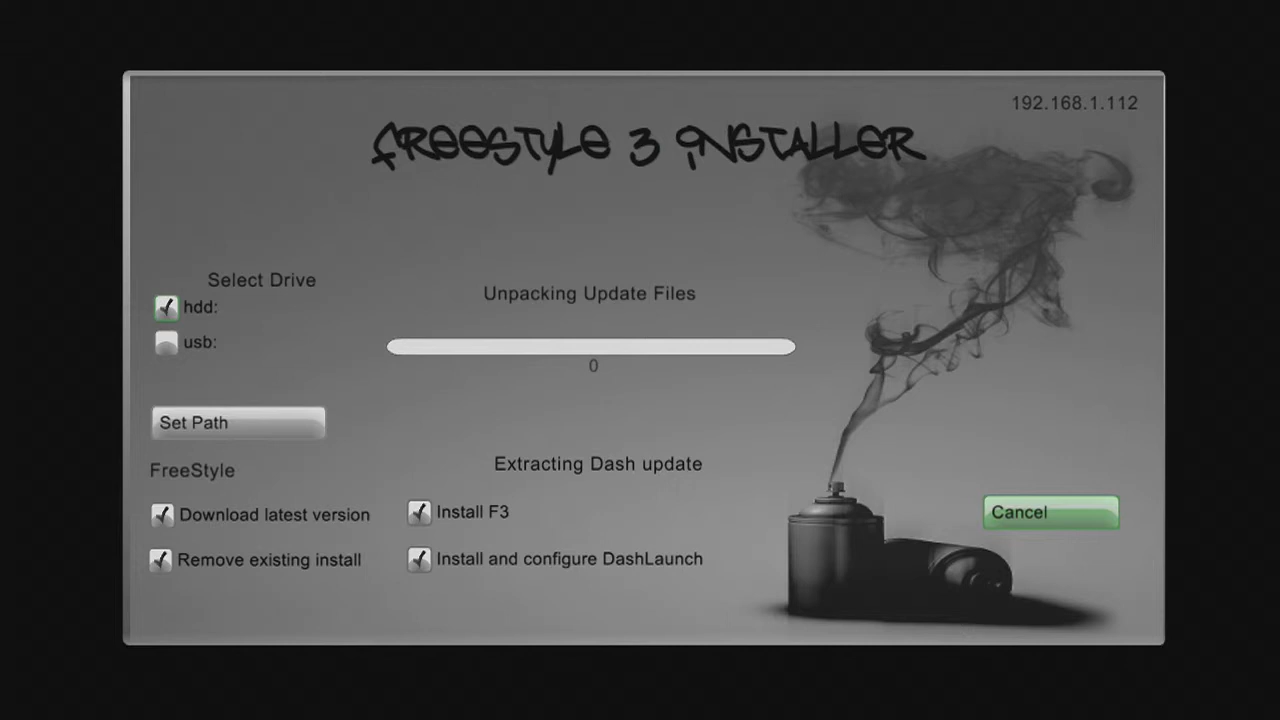 192.168.1.112
FREESTYLE 3 INSTALLER
Select Drive
hdd:
usb:
Unpacking Update Files
0
Set Path
FreeStyle
Extracting Dash update
Download latest version
Install F3
Cancel
Remove existing install
Install and configure DashLaunch